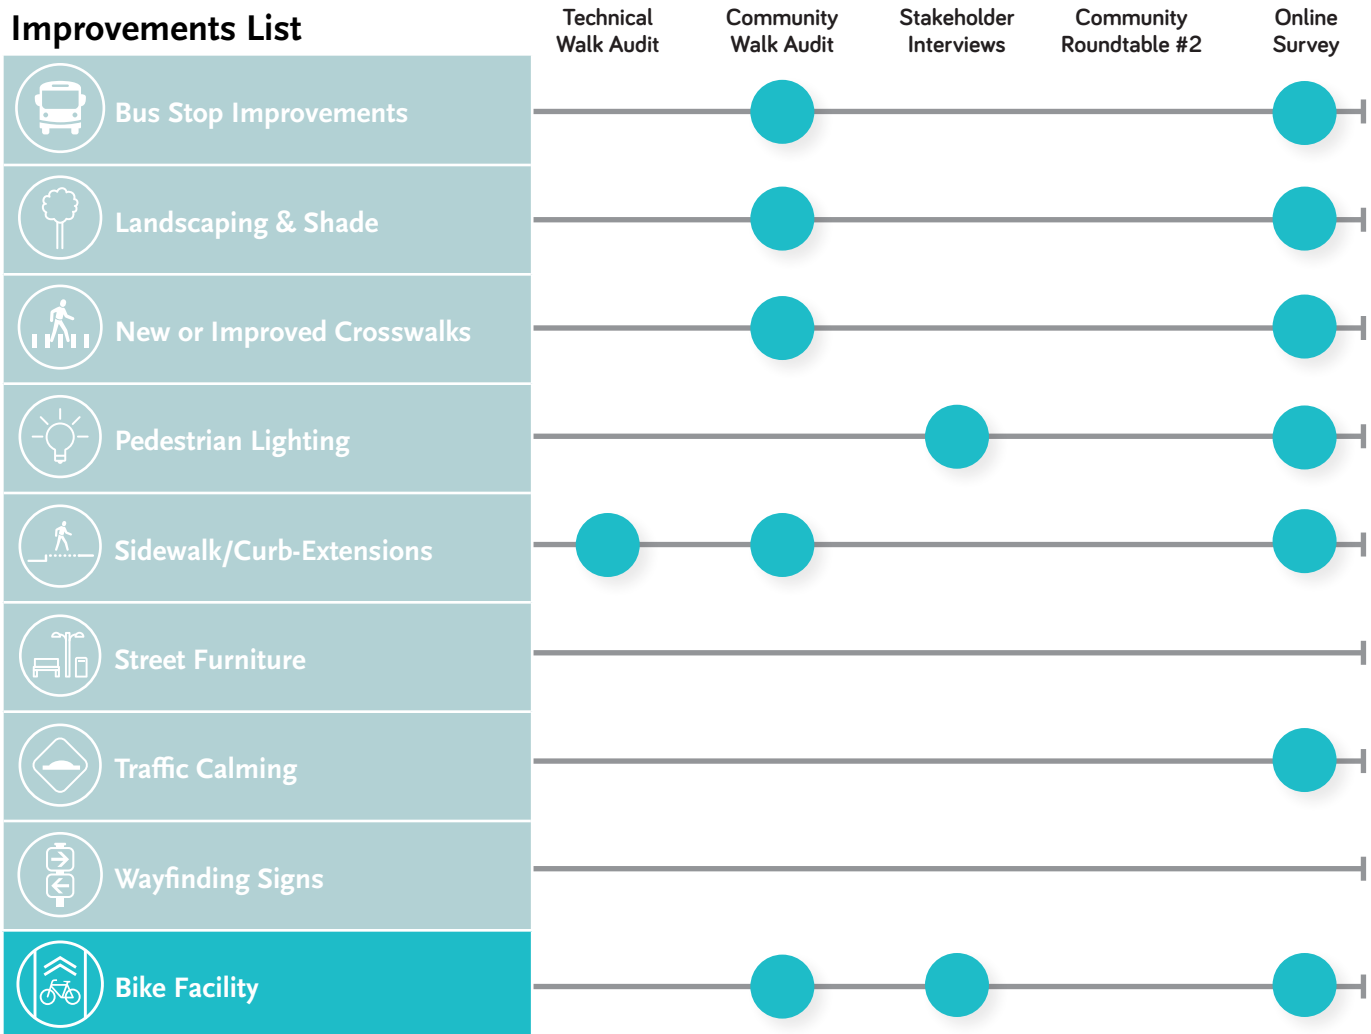 Improvements List
Technical
Walk Audit
Community
Walk Audit
Stakeholder
Interviews
Community
Roundtable #2
Online
Survey
Bus Stop Improvements
Landscaping & Shade
New or Improved Crosswalks
Pedestrian Lighting
Sidewalk/Curb-Extensions
Street Furniture
Traffic Calming
Wayfinding Signs
Bike Facility